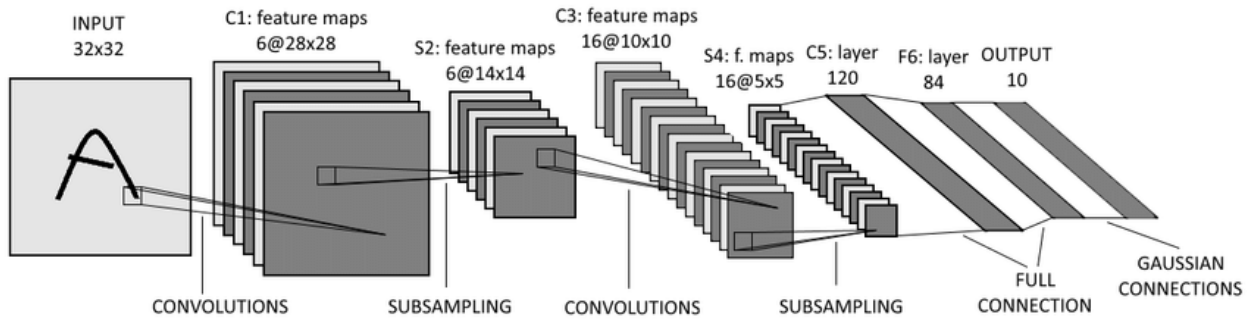 INPUT
32x32
C1: feature maps
6@28x28
S2: feature maps
6@14x14
C3: feature maps
16@10x10
S4: f. maps
16@5x5
C5: layer
120
F6: layer
84
OUTPUT
10
CONVOLUTIONS
SUBSAMPLING
CONVOLUTIONS
SUBSAMPLING
FULL
CONNECTION
GAUSSIAN
CONNECTIONS